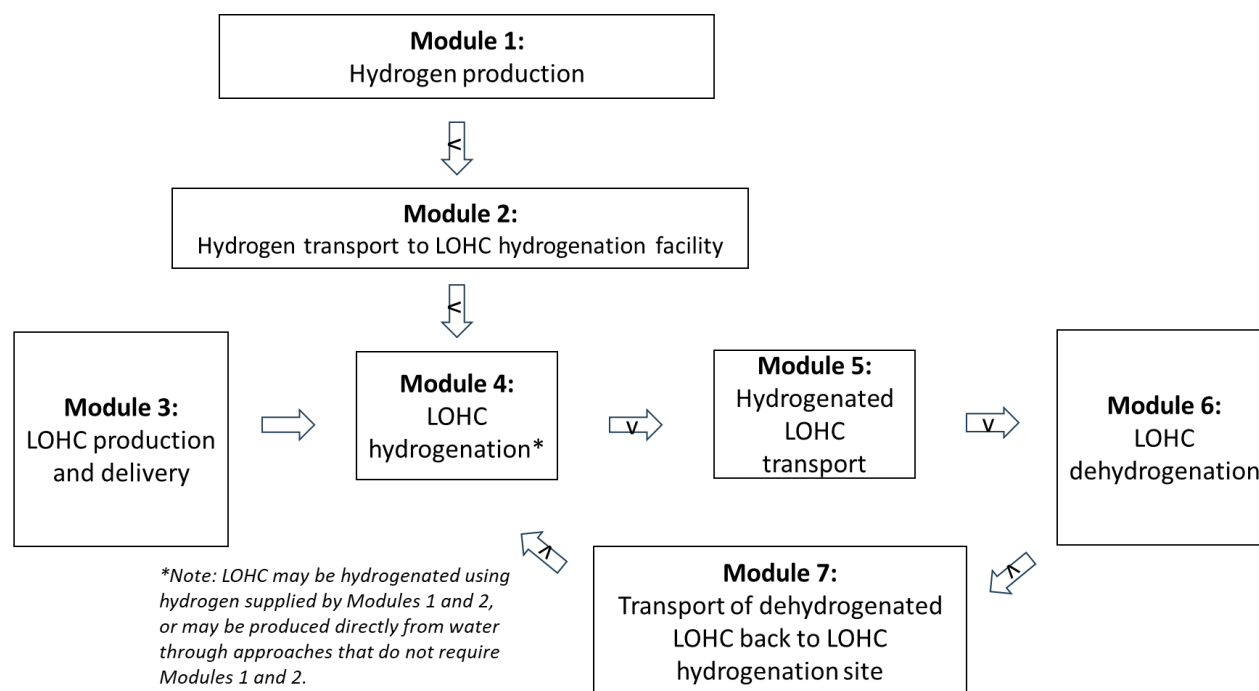 Module 1:
Hydrogen production
<
Module 2:
Hydrogen transport to LOHC hydrogenation facility
<
Module 3:
LOHC production
and delivery
Module 4:
LOHC
hydrogenation*
v
Module 5:
Hydrogenated
LOHC
transport
v
Module 6:
LOHC
dehydrogenation
<
Module 7:
Transport of dehydrogenated
LOHC back to LOHC
hydrogenation site
<
*Note: LOHC may be hydrogenated using
hydrogen supplied by Modules 1 and 2,
or may be produced directly from water
through approaches that do not require
Modules 1 and 2.